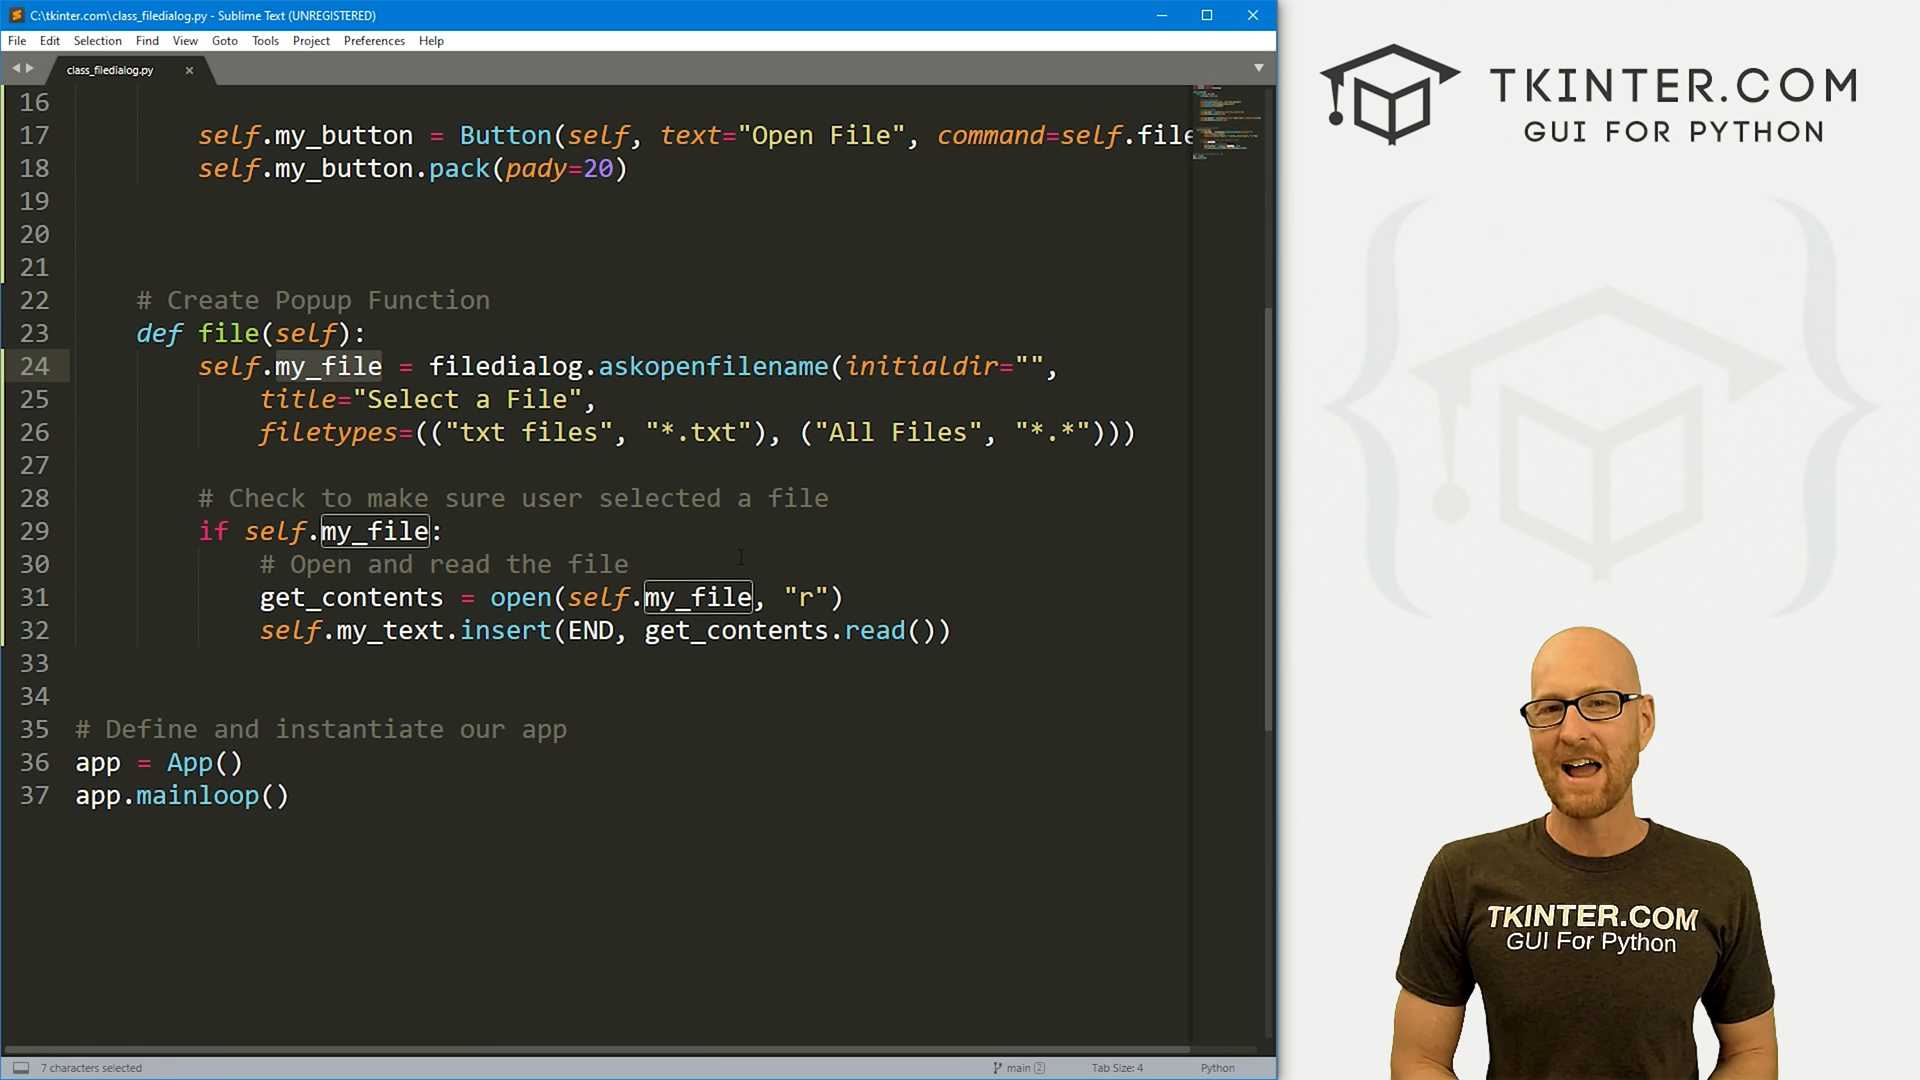 C:\tkinter.com\class_filedialog.py - Sublime Text (UNREGISTERED)
File Edit Selection Find View Goto Tools Project Preferences Help
class_filedialog.py
16
17 self.my_button = Button(self, text="Open File", command=self.file
18 self.my_button.pack(pady=20)
19
20
21
22 # Create Popup Function
23 def file(self):
24 self.my_file = filedialog.askopenfilename(initialdir="",
25 title="Select a File",
26 filetypes=(("txt files", "*.txt"), ("All Files", "*.*")))
27
28 # Check to make sure user selected a file
29 if self.my_file:
30 # Open and read the file
31 get_contents = open(self.my_file, "r")
32 self.my_text.insert(END, get_contents.read())
33
34
35 # Define and instantiate our app
36 app = App()
37 app.mainloop()
7 characters selected
main 2
Tab Size: 4
Python
TKINTER.COM
GUI FOR PYTHON
TKINTER.COM
GUI For Python